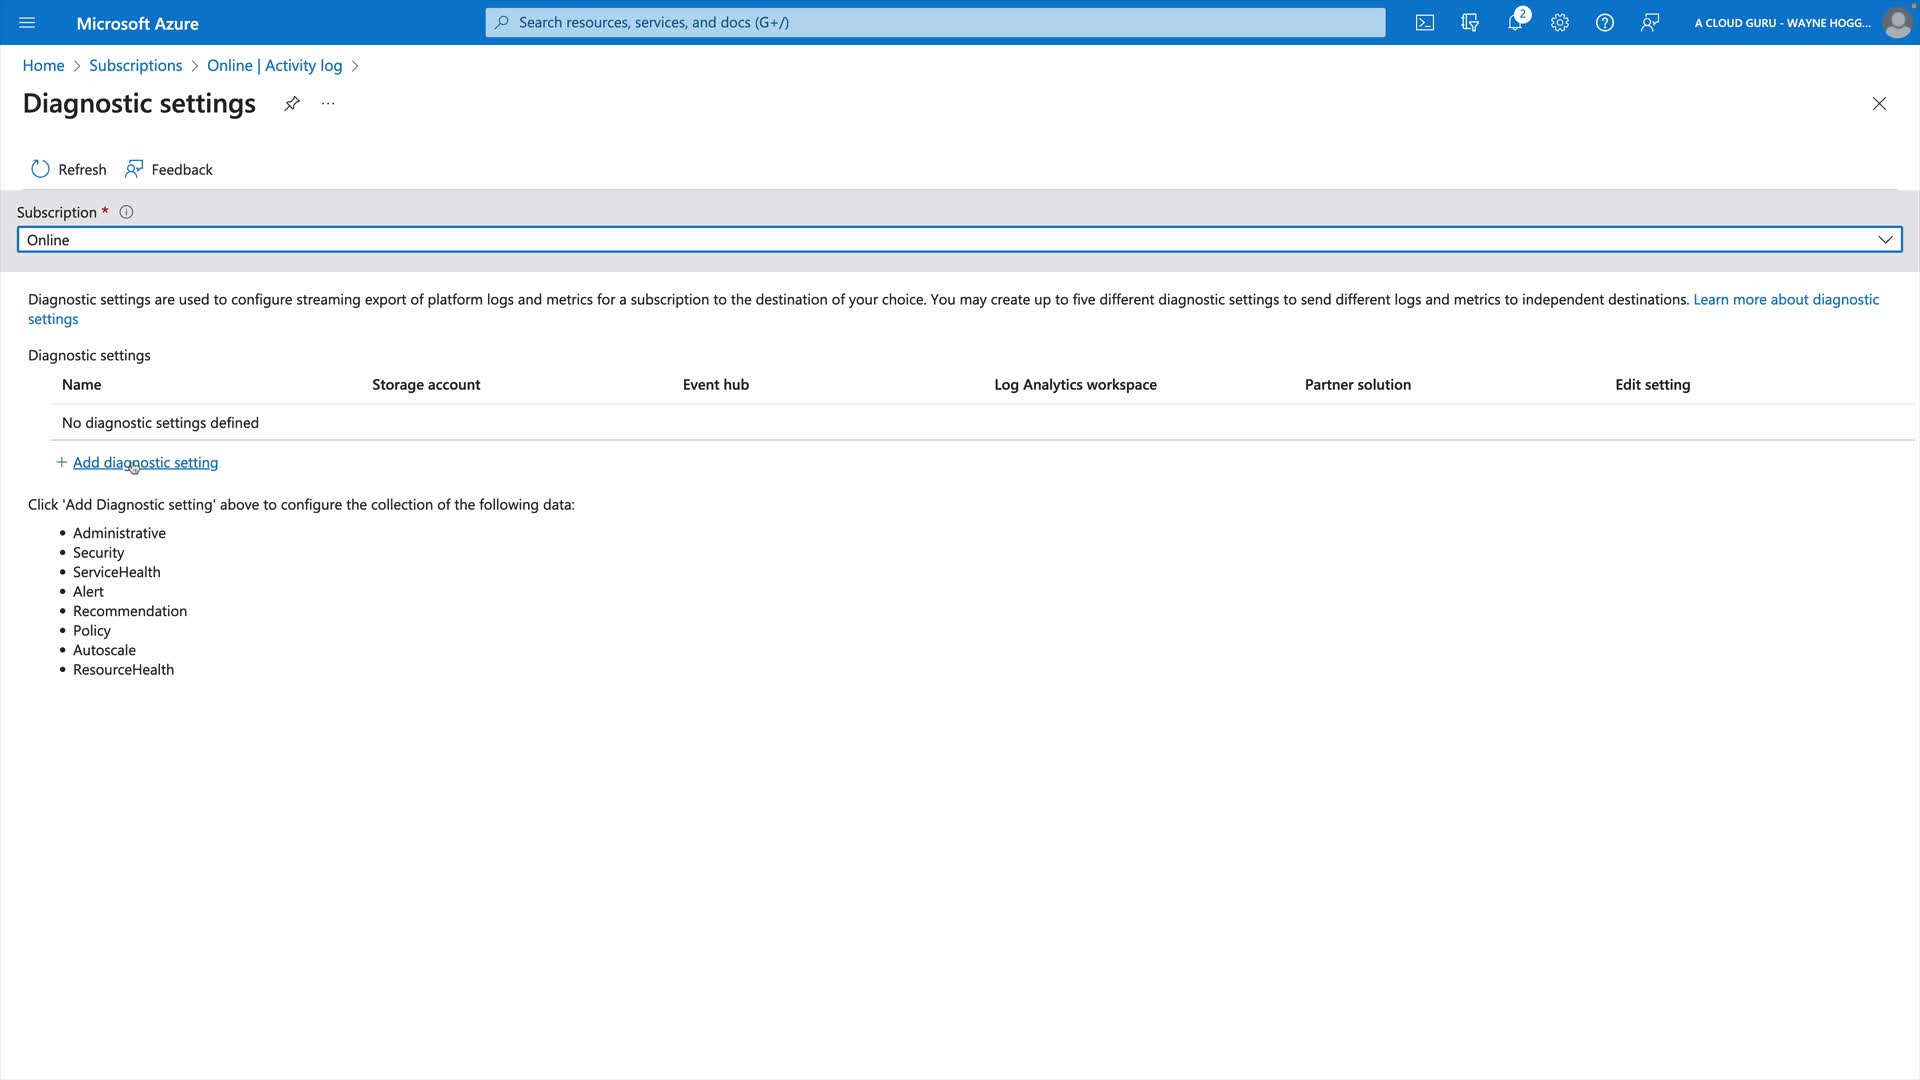 Microsoft Azure
Search resources, services, and docs (G+/)
2
A CLOUD GURU - WAYNE HOGG...
Home > Subscriptions > Online | Activity log >
Diagnostic settings
Refresh
Feedback
Subscription *
Online
Diagnostic settings are used to configure streaming export of platform logs and metrics for a subscription to the destination of your choice. You may create up to five different diagnostic settings to send different logs and metrics to independent destinations. Learn more about diagnostic
settings
Diagnostic settings
Name Storage account Event hub Log Analytics workspace Partner solution Edit setting
No diagnostic settings defined
+ Add diagnostic setting
Click 'Add Diagnostic setting' above to configure the collection of the following data:
• Administrative
• Security
• ServiceHealth
• Alert
• Recommendation
• Policy
• Autoscale
• ResourceHealth